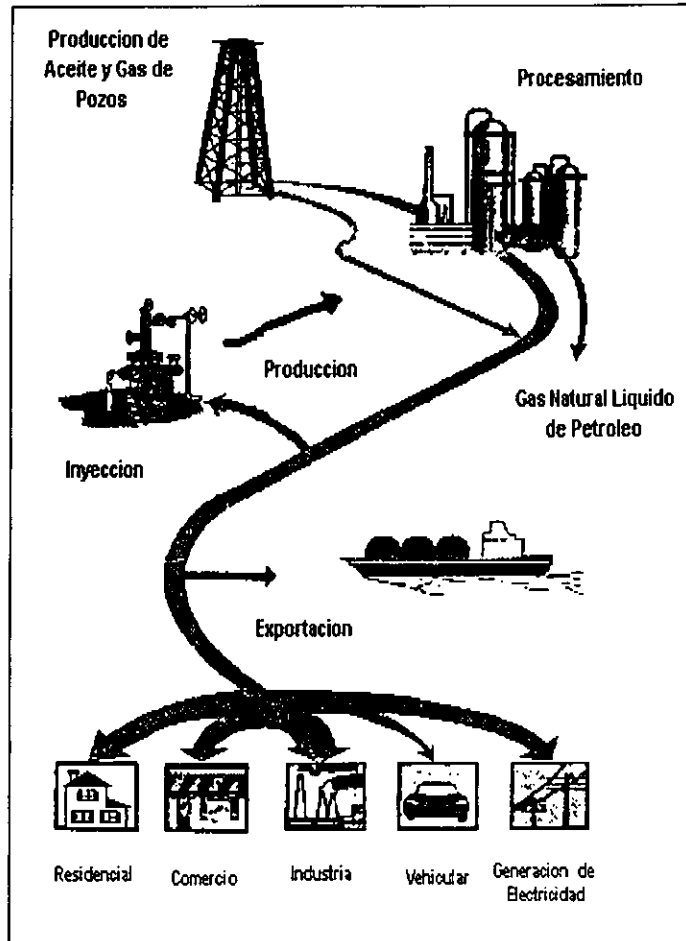 Produccion de
Aceite y Gas de
Pozos
Procesamiento
Produccion
Gas Natural Liquido
de Petroleo
Inyeccion
Exportacion
Residencial
Comercio
Industria
Vehicular
Generacion de
Electricidad